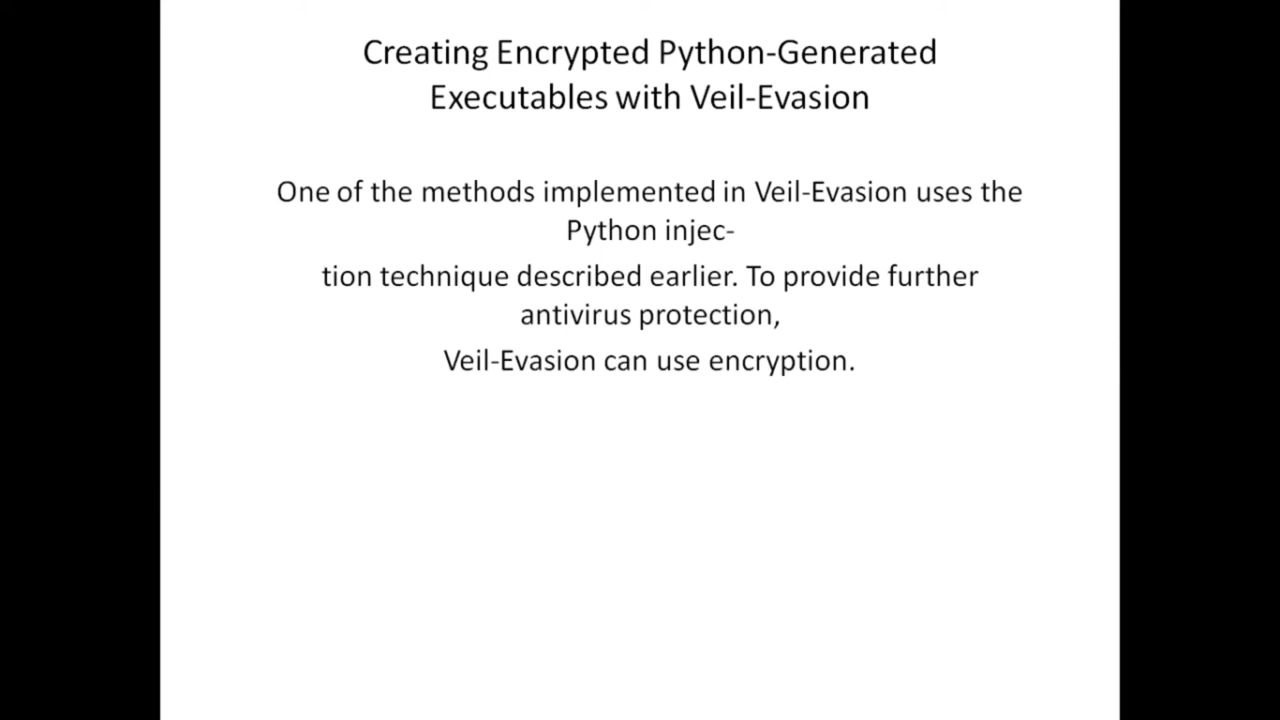 Creating Encrypted Python-Generated
Executables with Veil-Evasion
One of the methods implemented in Veil-Evasion uses the
Python injec-
tion technique described earlier. To provide further
antivirus protection,
Veil-Evasion can use encryption.